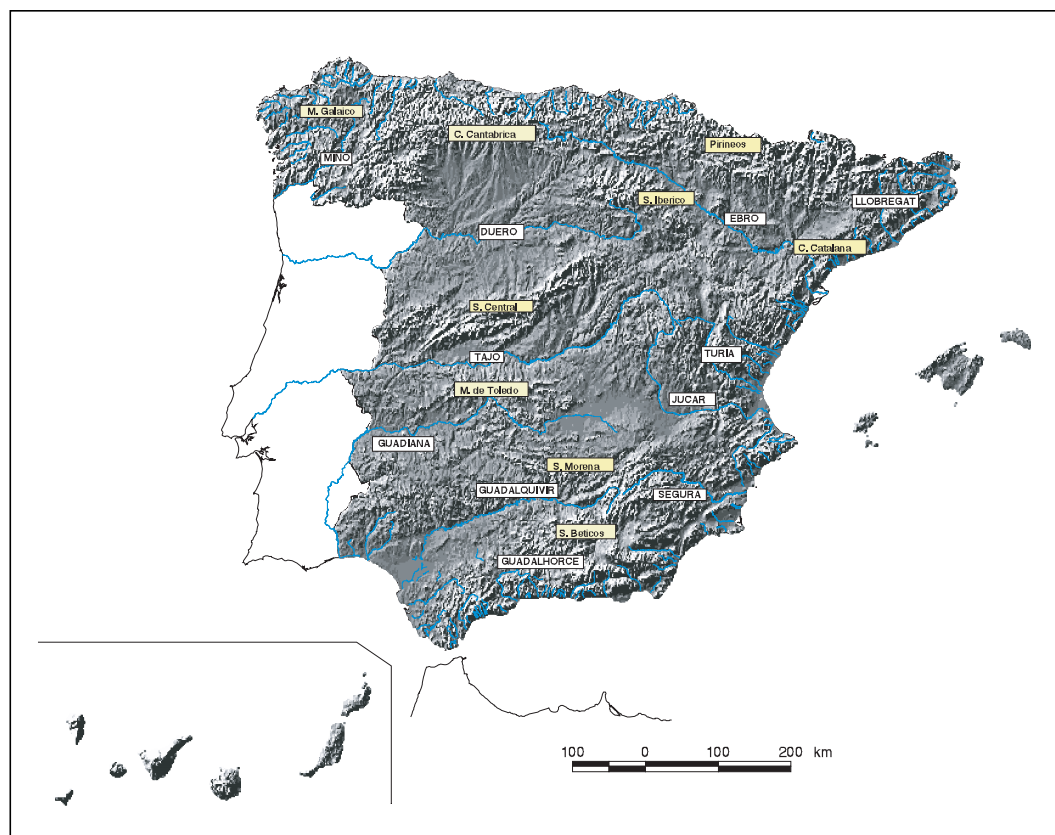 M. Galaico
C. Cantabrica
Pirineos
MINO
S. Iberico
LLOBREGAT
EBRO
DUERO
C. Catalana
S. Central
TURIA
TAJO
M. de Toledo
JUCAR
GUADIANA
S. Morena
GUADALQUIVIR
SEGURA
S. Beticos
GUADALHORCE
100 0 100 200 km